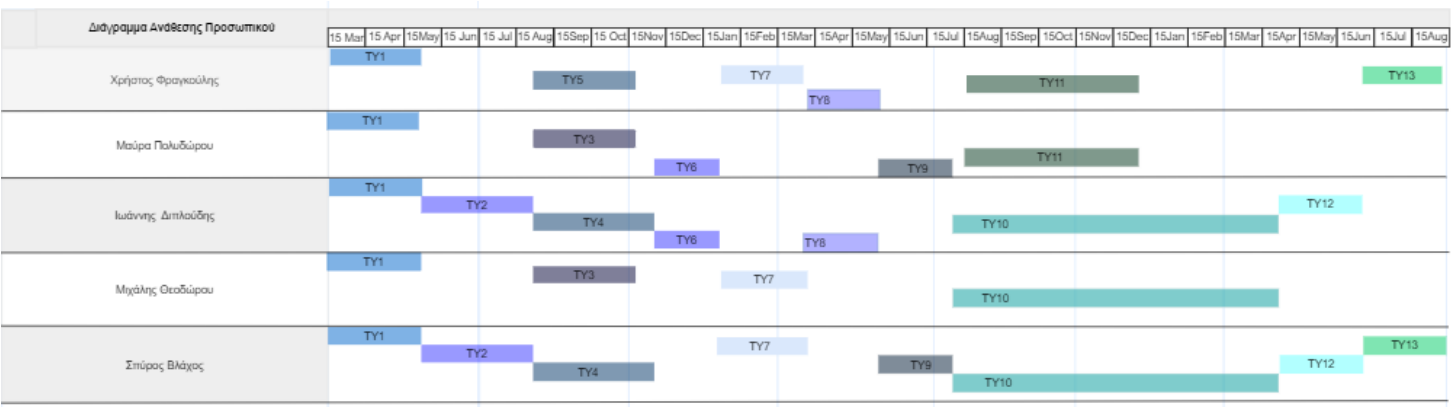 Διάγραμμα Ανάθεσης Προσωπικού
15 Mar 15 Apr 15May 15 Jun 15 Jul 15 Aug 15Sep 15 Oct 15Nov 15Dec 15Jan 15Feb 15Mar 15Apr 15May 15Jun 15Jul 15Aug 15Sep 15Oct 15Nov 15Dec 15Jan 15Feb 15Mar 15Apr 15May 15Jun 15Jul 15Aug
TY1
Χρήστος Φραγκούλης TY5 TY7 TY11 TY13
TY8
TY1
Μαύρα Πολυδώρου TY3 TY11
TY6 TY9
TY1
Ιωάννης Διπλούδης TY2 TY12
TY4 TY10
TY6 TY8
TY1
Μιχάλης Θεοδώρου TY3 TY7
TY10
TY1
TY2 TY7 TY13
Σπύρος Βλάχος TY4 TY9 TY12
TY10